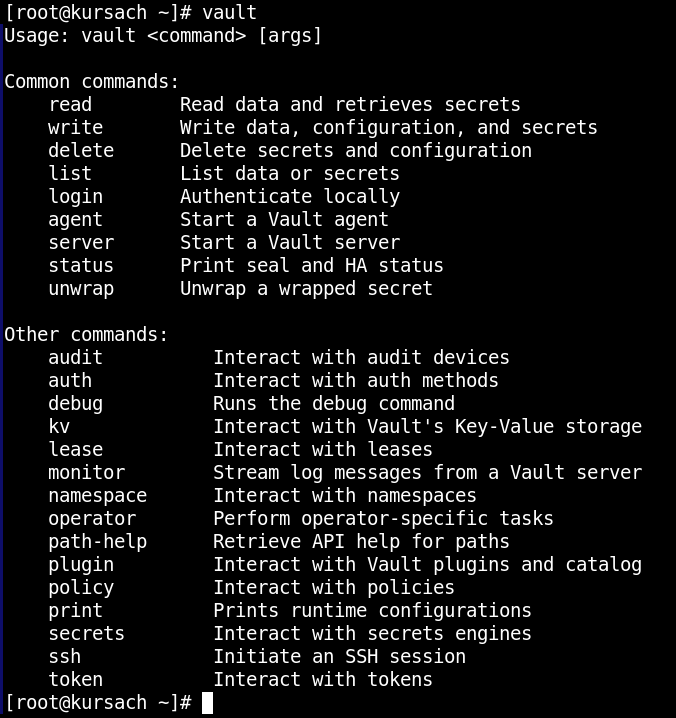 [root@kursach ~]# vault
Usage: vault <command> [args]

Common commands:
    read        Read data and retrieves secrets
    write       Write data, configuration, and secrets
    delete      Delete secrets and configuration
    list        List data or secrets
    login       Authenticate locally
    agent       Start a Vault agent
    server      Start a Vault server
    status      Print seal and HA status
    unwrap      Unwrap a wrapped secret

Other commands:
    audit          Interact with audit devices
    auth           Interact with auth methods
    debug          Runs the debug command
    kv             Interact with Vault's Key-Value storage
    lease          Interact with leases
    monitor        Stream log messages from a Vault server
    namespace      Interact with namespaces
    operator       Perform operator-specific tasks
    path-help      Retrieve API help for paths
    plugin         Interact with Vault plugins and catalog
    policy         Interact with policies
    print          Prints runtime configurations
    secrets        Interact with secrets engines
    ssh            Initiate an SSH session
    token          Interact with tokens
[root@kursach ~]#